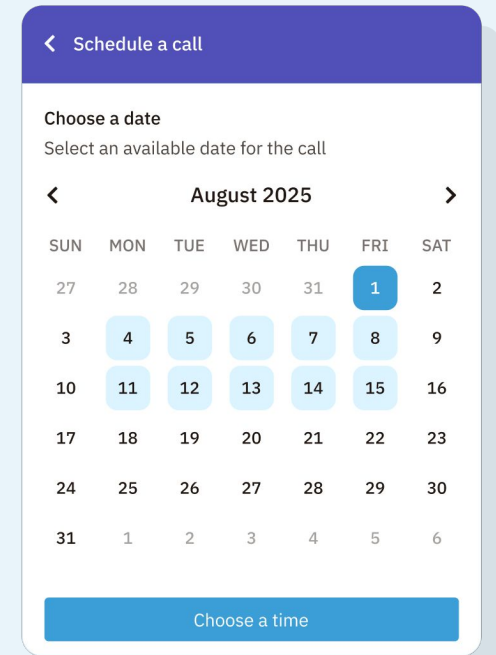 Schedule a call
Choose a date
Select an available date for the call
August 2025
SUN MON TUE WED THU FRI SAT
27 28 29 30 31 1 2
3 4 5 6 7 8 9
10 11 12 13 14 15 16
17 18 19 20 21 22 23
24 25 26 27 28 29 30
31 1 2 3 4 5 6
Choose a time